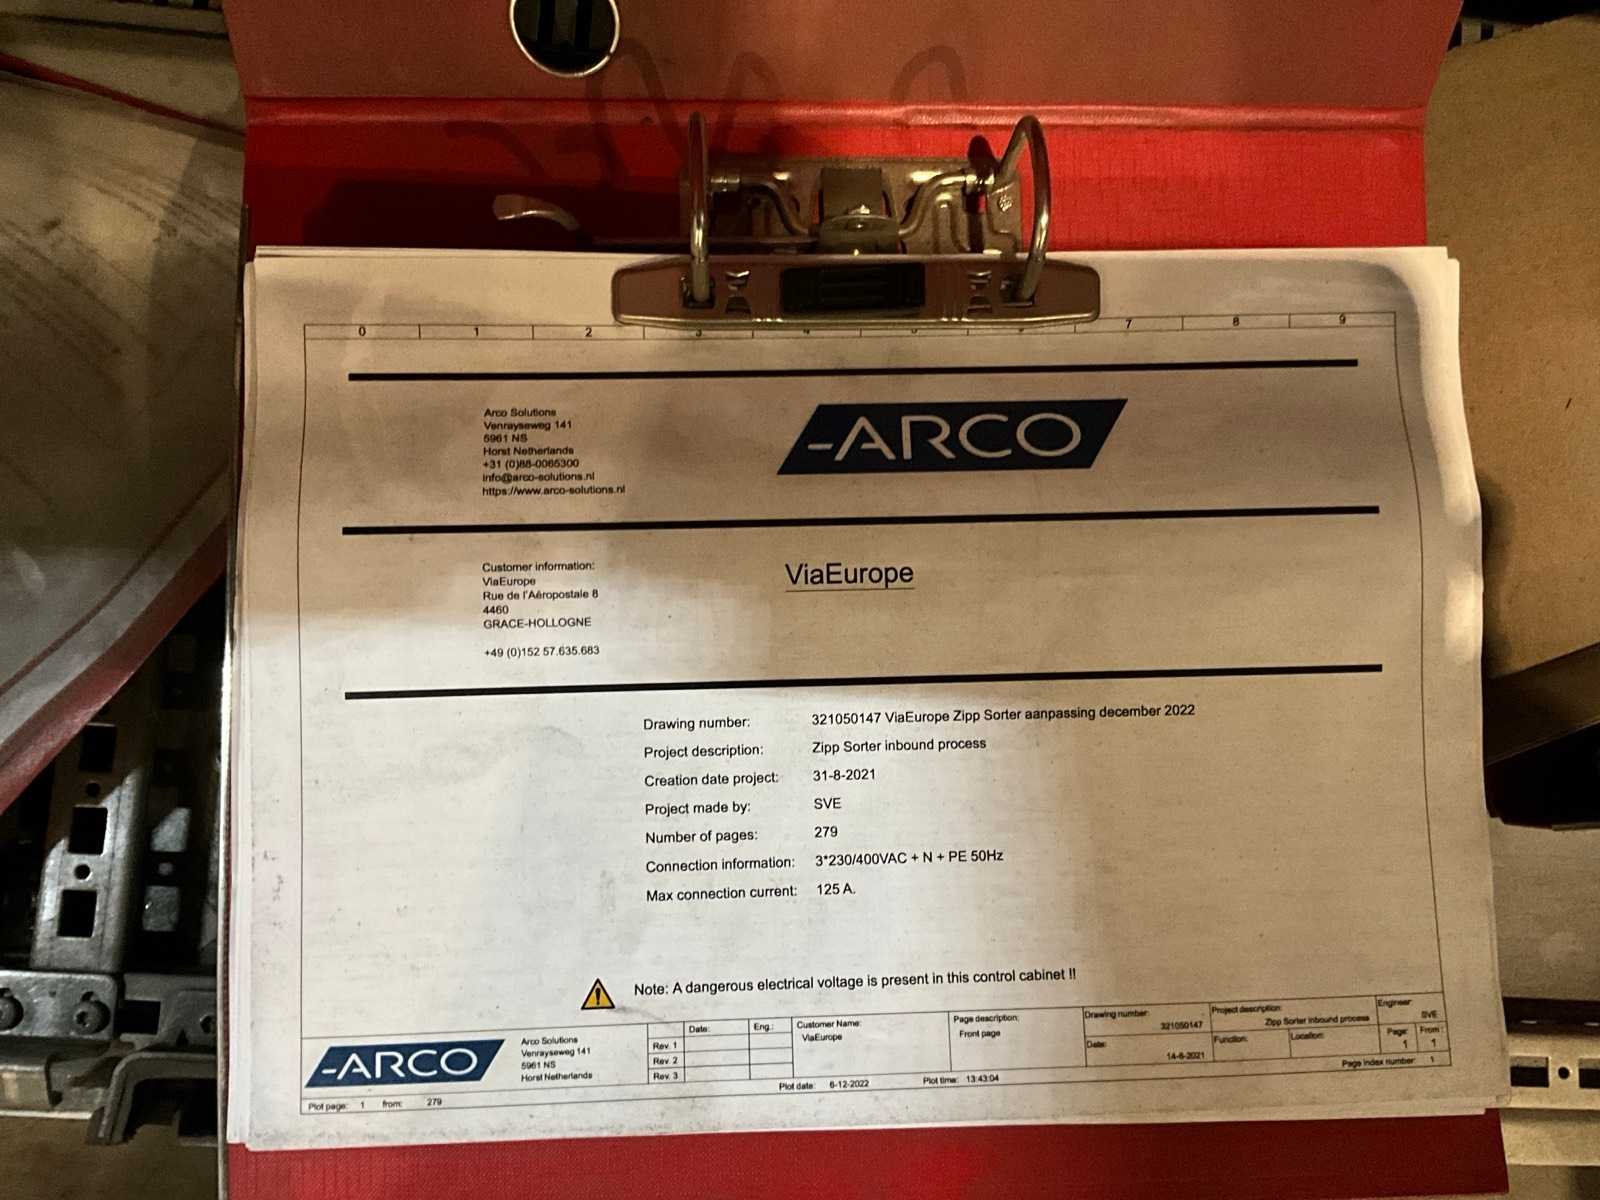 0 1 2 3 4 5 6 7 8 9
Arco Solutions
Venrayseweg 141
5961 NS
Horst Netherlands
+31 (0)88-0065300
info@arco-solutions.nl
https://www.arco-solutions.nl
-ARCO
Customer information:
ViaEurope
Rue de l'Aéropostale 8
4460
GRACE-HOLLOGNE
+49 (0)152 57.635.683
ViaEurope
Drawing number: 321050147 ViaEurope Zipp Sorter aanpassing december 2022
Project description: Zipp Sorter inbound process
Creation date project: 31-8-2021
Project made by: SVE
Number of pages: 279
Connection information: 3*230/400VAC + N + PE 50Hz
Max connection current: 125 A.
Note: A dangerous electrical voltage is present in this control cabinet !!
-ARCO
Arco Solutions
Venrayseweg 141
5961 NS
Horst Netherlands
Date: Eng.:
Rev. 1
Rev. 2
Rev. 3
Customer Name:
ViaEurope
Page description:
Front page
Drawing number:
321050147
Date:
14-6-2021
Project description:
Zipp Sorter inbound process
Function: Location:
Engineer
SVE
Page: From:
1 1
Page index number: 1
Plot page: 1 from: 279
Plot date: 6-12-2022
Plot time: 13:43:04